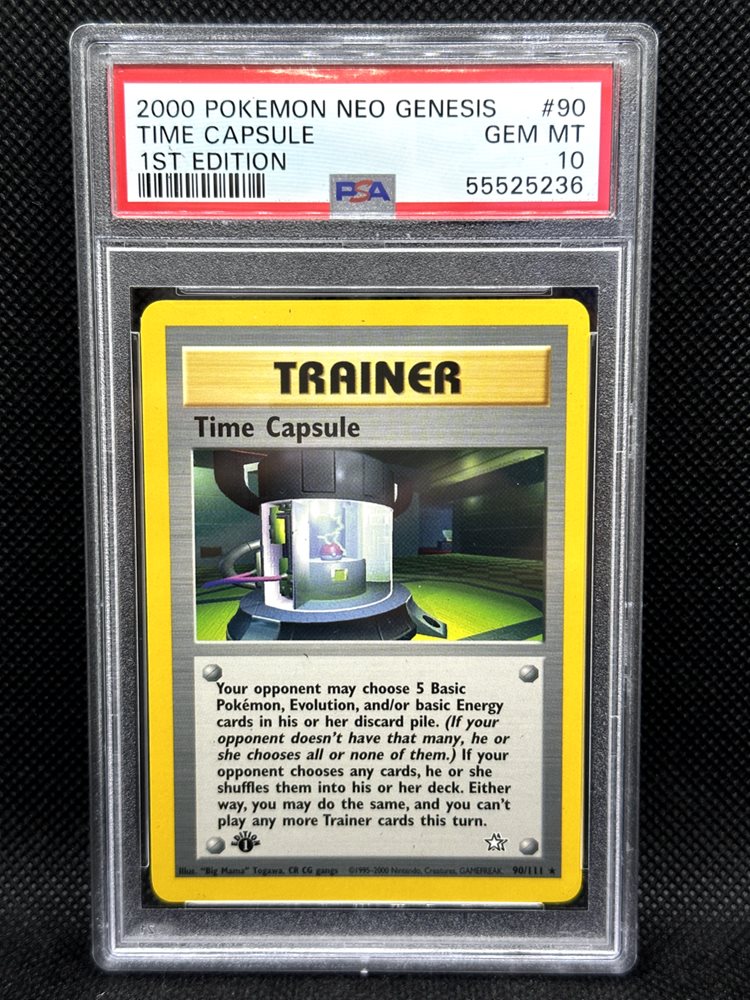 2000 POKEMON NEO GENESIS #90
TIME CAPSULE GEM MT
1ST EDITION 10
PSA 55525236
TRAINER
Time Capsule
Your opponent may choose 5 Basic
Pokémon, Evolution, and/or basic Energy
cards in his or her discard pile. (If your
opponent doesn't have that many, he or
she chooses all or none of them.) If your
opponent chooses any cards, he or she
shuffles them into his or her deck. Either
way, you may do the same, and you can't
play any more Trainer cards this turn.
EDITION
1
Illus. "Big Mama" Togawa, CR CG gangs ©1995-2000 Nintendo, Creatures, GAMEFREAK. 90/111 ★